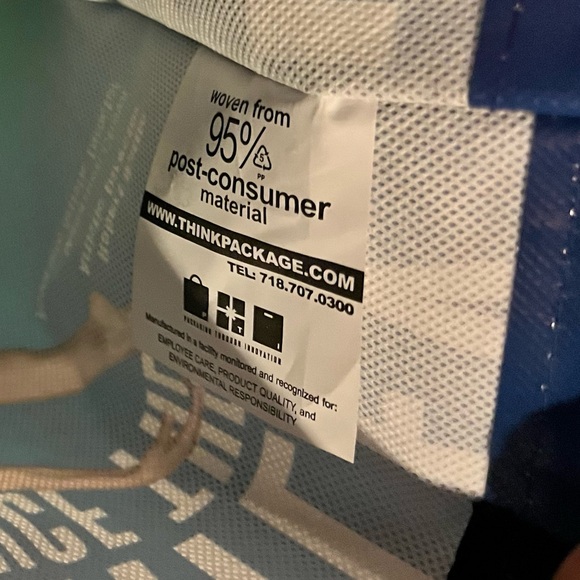 woven from
95%
5
PP
post-consumer
material
WWW.THINKPACKAGE.COM
TEL: 718.707.0300
PACKAGING THROUGH INNOVATION
Manufactured in a facility monitored and recognized for:
EMPLOYEE CARE, PRODUCT QUALITY, and
ENVIRONMENTAL RESPONSIBILITY